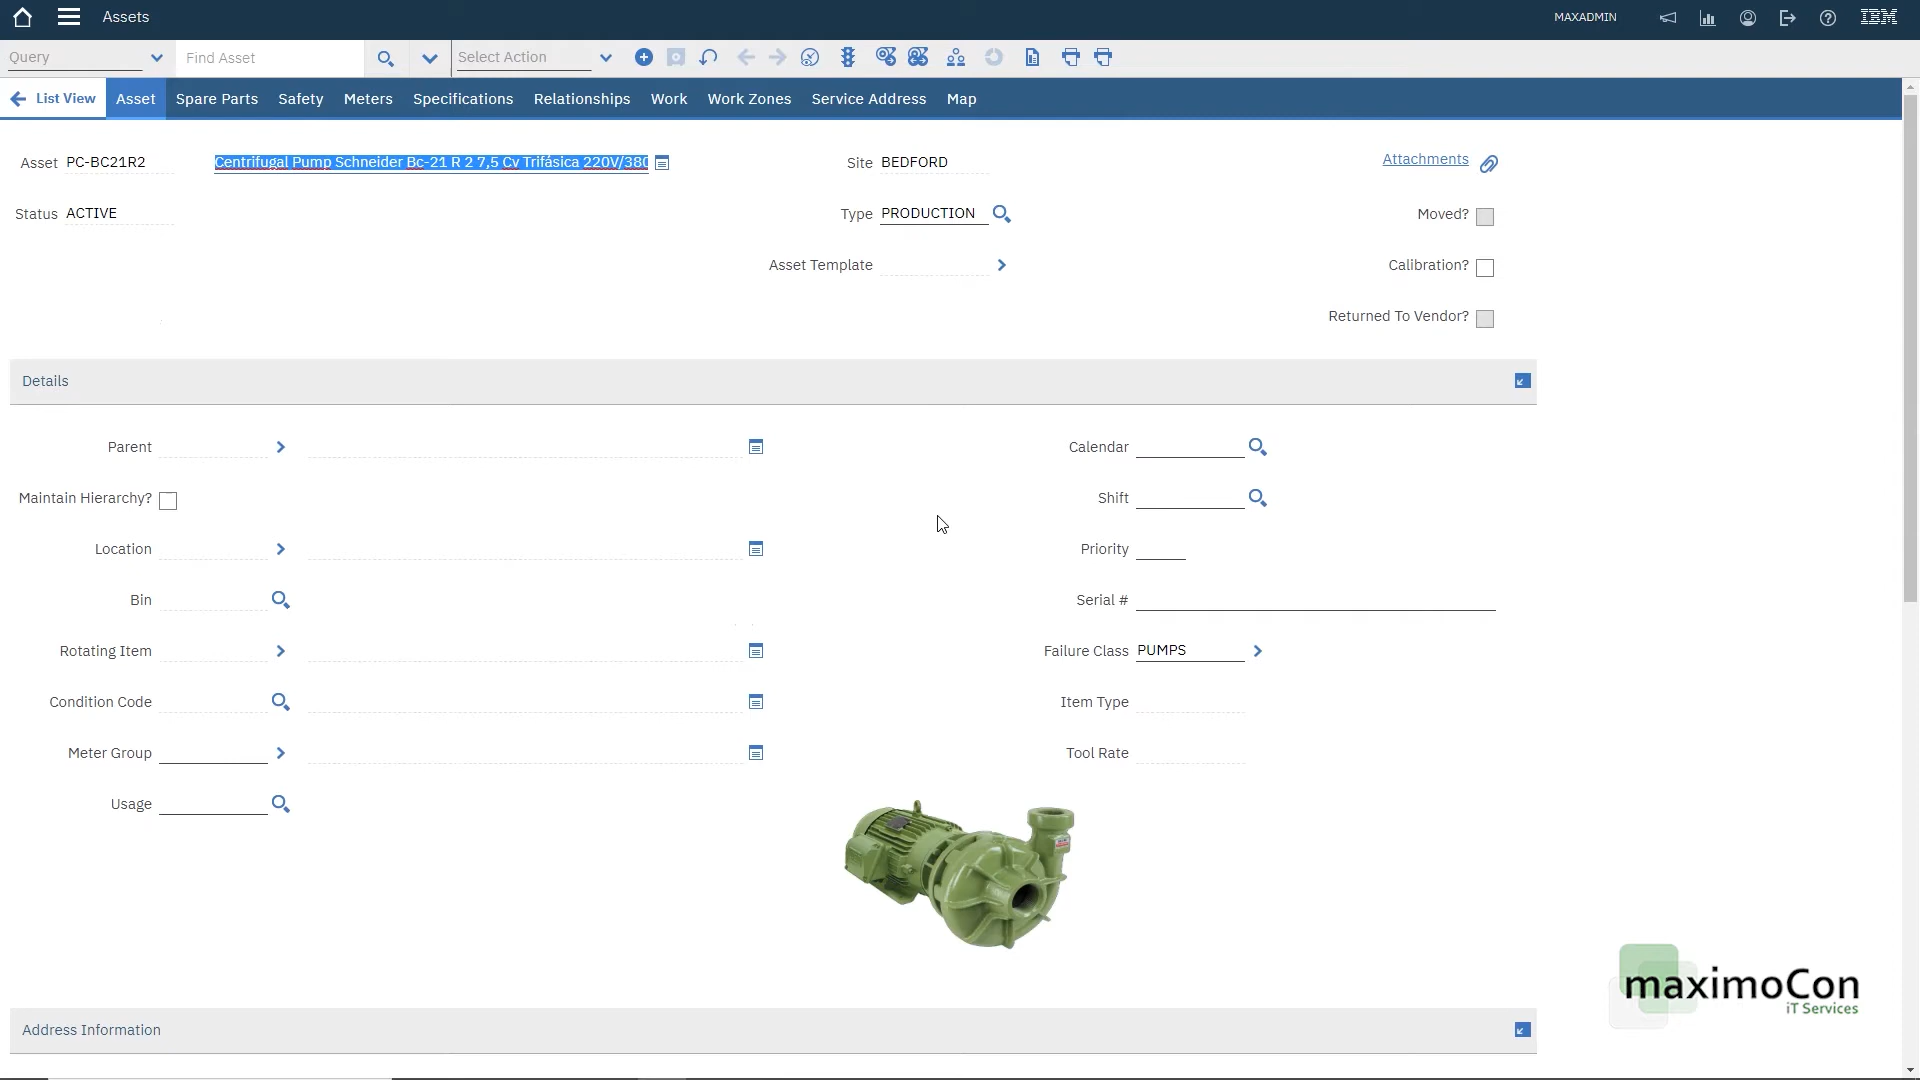 Assets
MAXADMIN
IBM
Query
Find Asset
Select Action
List View
Asset
Spare Parts
Safety
Meters
Specifications
Relationships
Work
Work Zones
Service Address
Map
Asset PC-BC21R2
Centrifugal Pump Schneider Bc-21 R 2 7,5 Cv Trifásica 220V/380
Site BEDFORD
Attachments
Status ACTIVE
Type PRODUCTION
Moved?
Asset Template
Calibration?
Returned To Vendor?
Details
Parent
Calendar
Maintain Hierarchy?
Shift
Location
Priority
Bin
Serial #
Rotating Item
Failure Class PUMPS
Condition Code
Item Type
Meter Group
Tool Rate
Usage
maximoCon
iT Services
Address Information